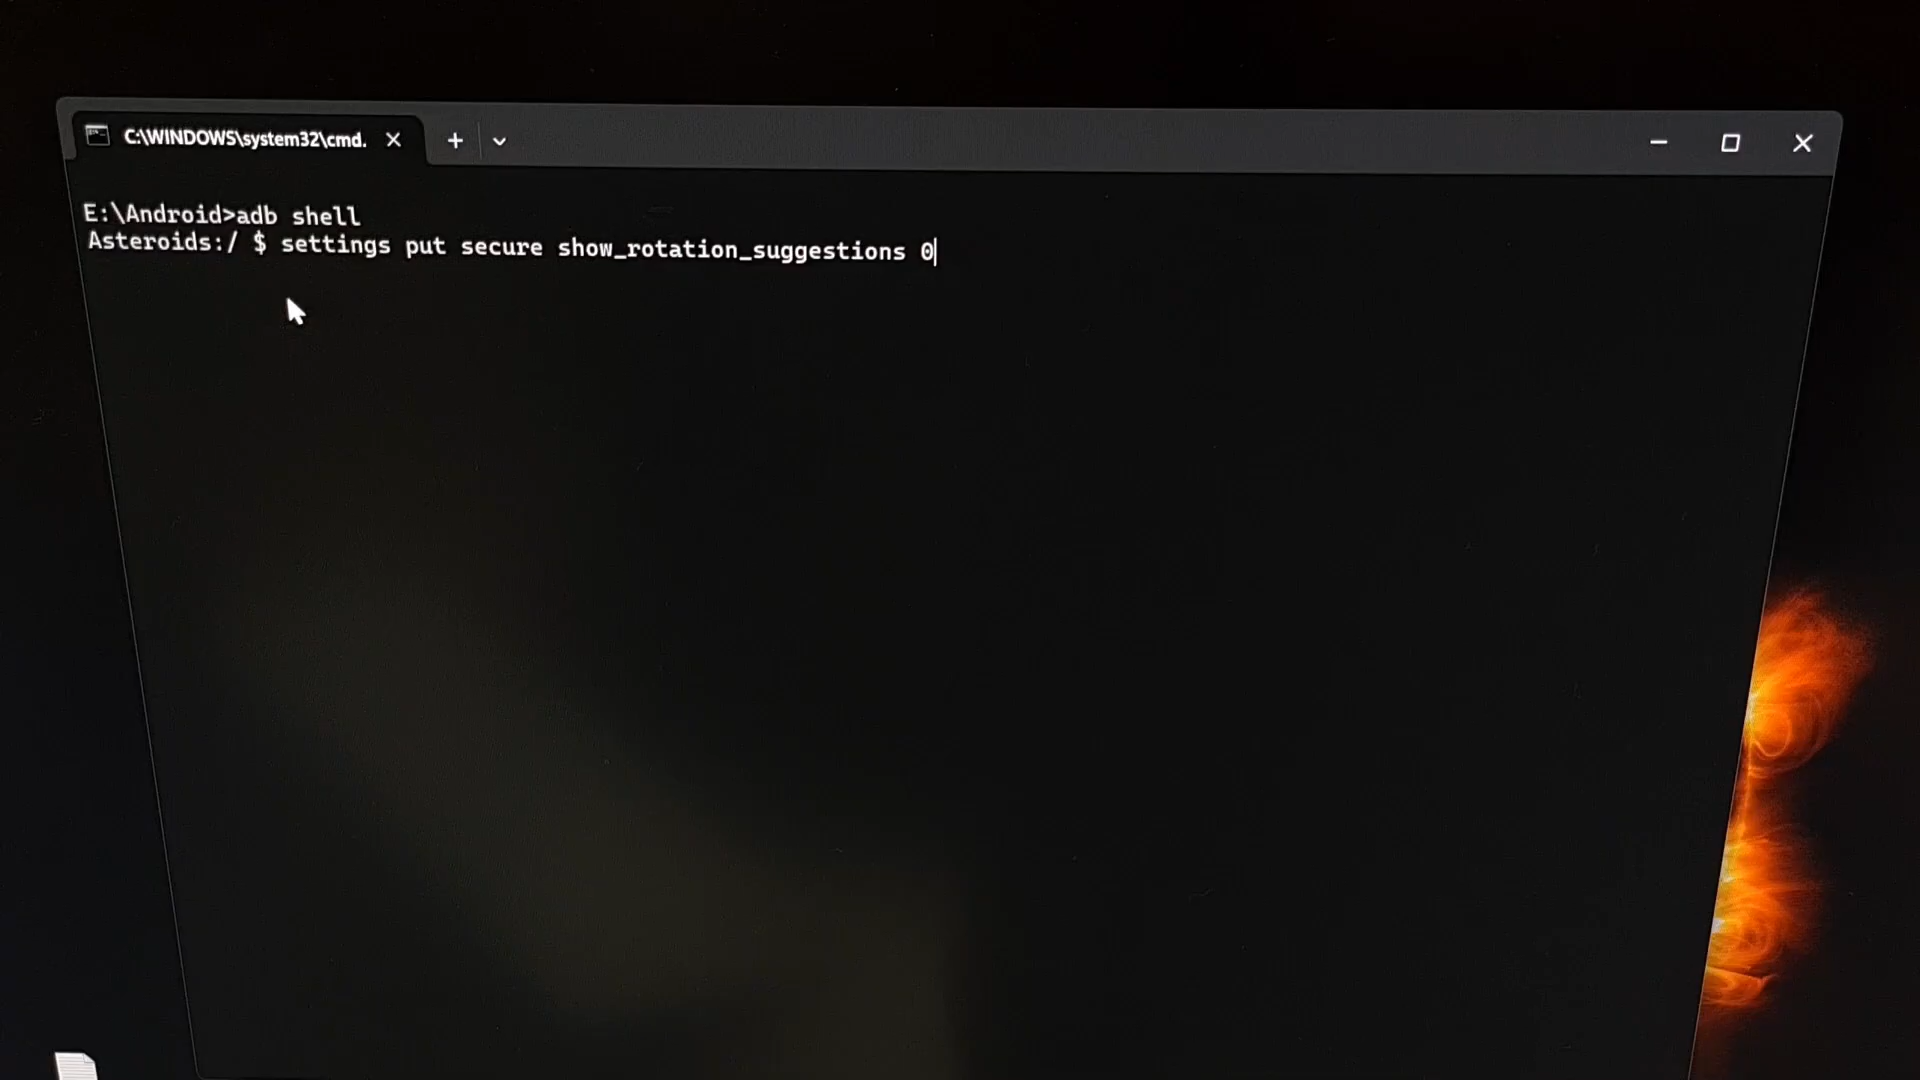 C:\WINDOWS\system32\cmd.
E:\Android>adb shell
Asteroids:/ $ settings put secure show_rotation_suggestions 0